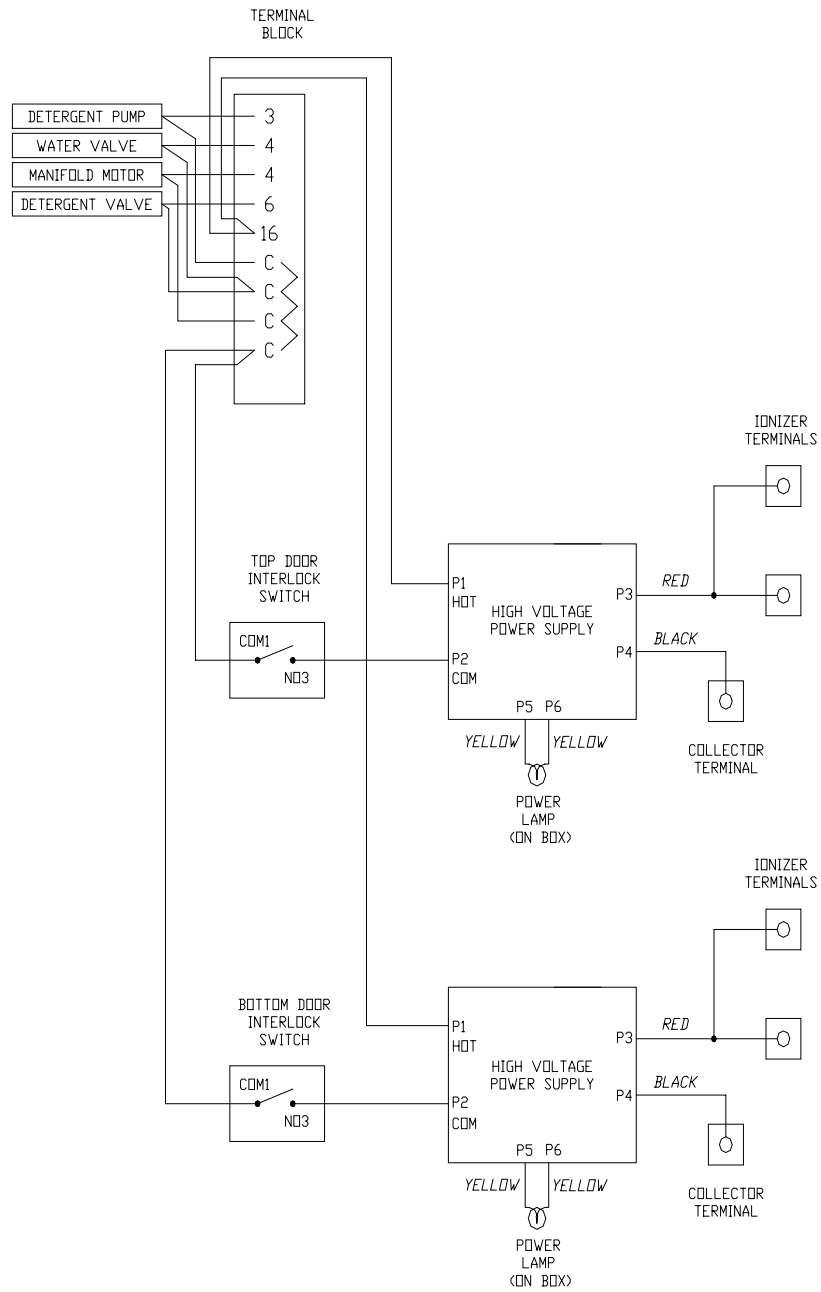 TERMINAL
BLOCK
DETERGENT PUMP
3
WATER VALVE
4
MANIFOLD MOTOR
4
DETERGENT VALVE
6
16
C
C
C
C
IONIZER
TERMINALS
TOP DOOR
INTERLOCK
SWITCH
P1
HOT
P3
RED
HIGH VOLTAGE
POWER SUPPLY
COM1
NO3
P2
COM
P4
BLACK
P5 P6
YELLOW
YELLOW
COLLECTOR
TERMINAL
POWER
LAMP
(ON BOX)
IONIZER
TERMINALS
BOTTOM DOOR
INTERLOCK
SWITCH
P1
HOT
P3
RED
HIGH VOLTAGE
POWER SUPPLY
COM1
NO3
P2
COM
P4
BLACK
P5 P6
YELLOW
YELLOW
COLLECTOR
TERMINAL
POWER
LAMP
(ON BOX)